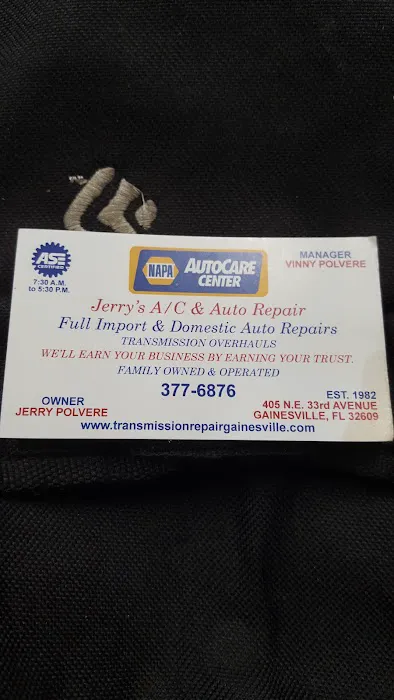 ASE
CERTIFIED
7:30 A.M.
to 5:30 P.M.
NAPA
AUTOCARE
CENTER
MANAGER
VINNY POLVERE
Jerry's A/C & Auto Repair
Full Import & Domestic Auto Repairs
TRANSMISSION OVERHAULS
WE'LL EARN YOUR BUSINESS BY EARNING YOUR TRUST.
FAMILY OWNED & OPERATED
377-6876
OWNER
JERRY POLVERE
EST. 1982
405 N.E. 33rd AVENUE
GAINESVILLE, FL 32609
www.transmissionrepairgainesville.com